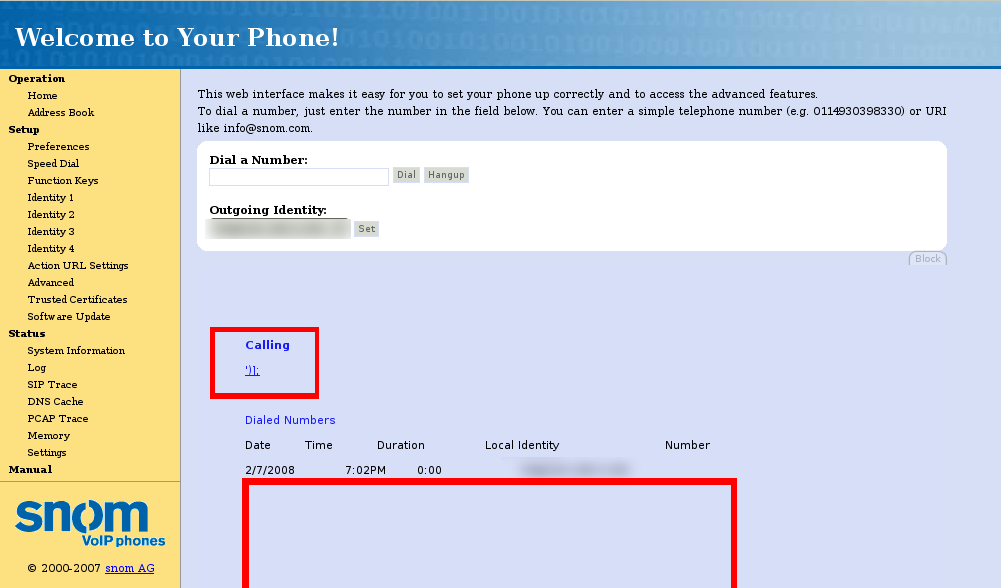 Welcome to Your Phone!
Operation
Home
Address Book
Setup
Preferences
Speed Dial
Function Keys
Identity 1
Identity 2
Identity 3
Identity 4
Action URL Settings
Advanced
Trusted Certificates
Software Update
Status
System Information
Log
SIP Trace
DNS Cache
PCAP Trace
Memory
Settings
Manual
snom
VoIP phones
© 2000-2007 snom AG
This web interface makes it easy for you to set your phone up correctly and to access the advanced features.
To dial a number, just enter the number in the field below. You can enter a simple telephone number (e.g. 0114930398330) or URI
like info@snom.com.
Dial a Number:
Dial Hangup
Outgoing Identity:
Set
Block
Calling
')];
Dialed Numbers
Date Time Duration Local Identity Number
2/7/2008 7:02PM 0:00